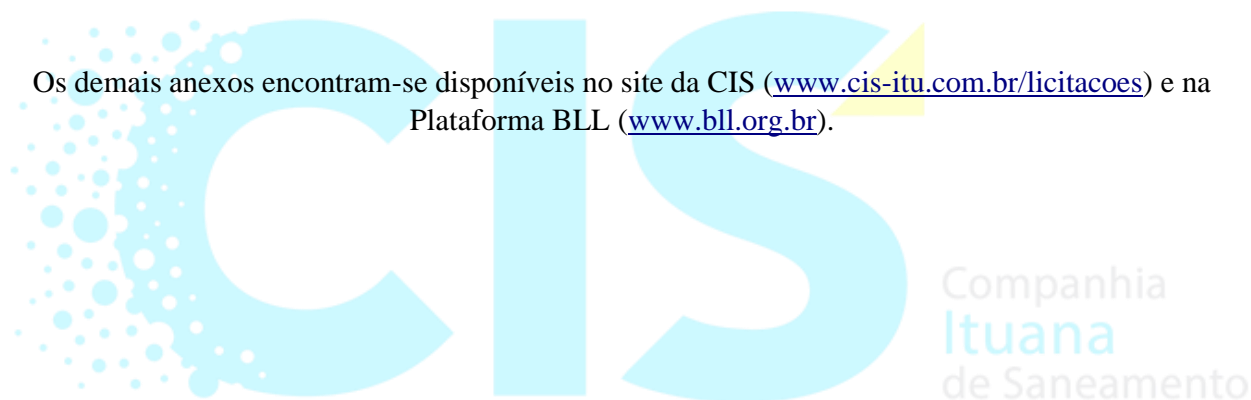 Os demais anexos encontram-se disponíveis no site da CIS (www.cis-itu.com.br/licitacoes) e na
Plataforma BLL (www.bll.org.br).
CIS
Companhia
Ituana
de Saneamento